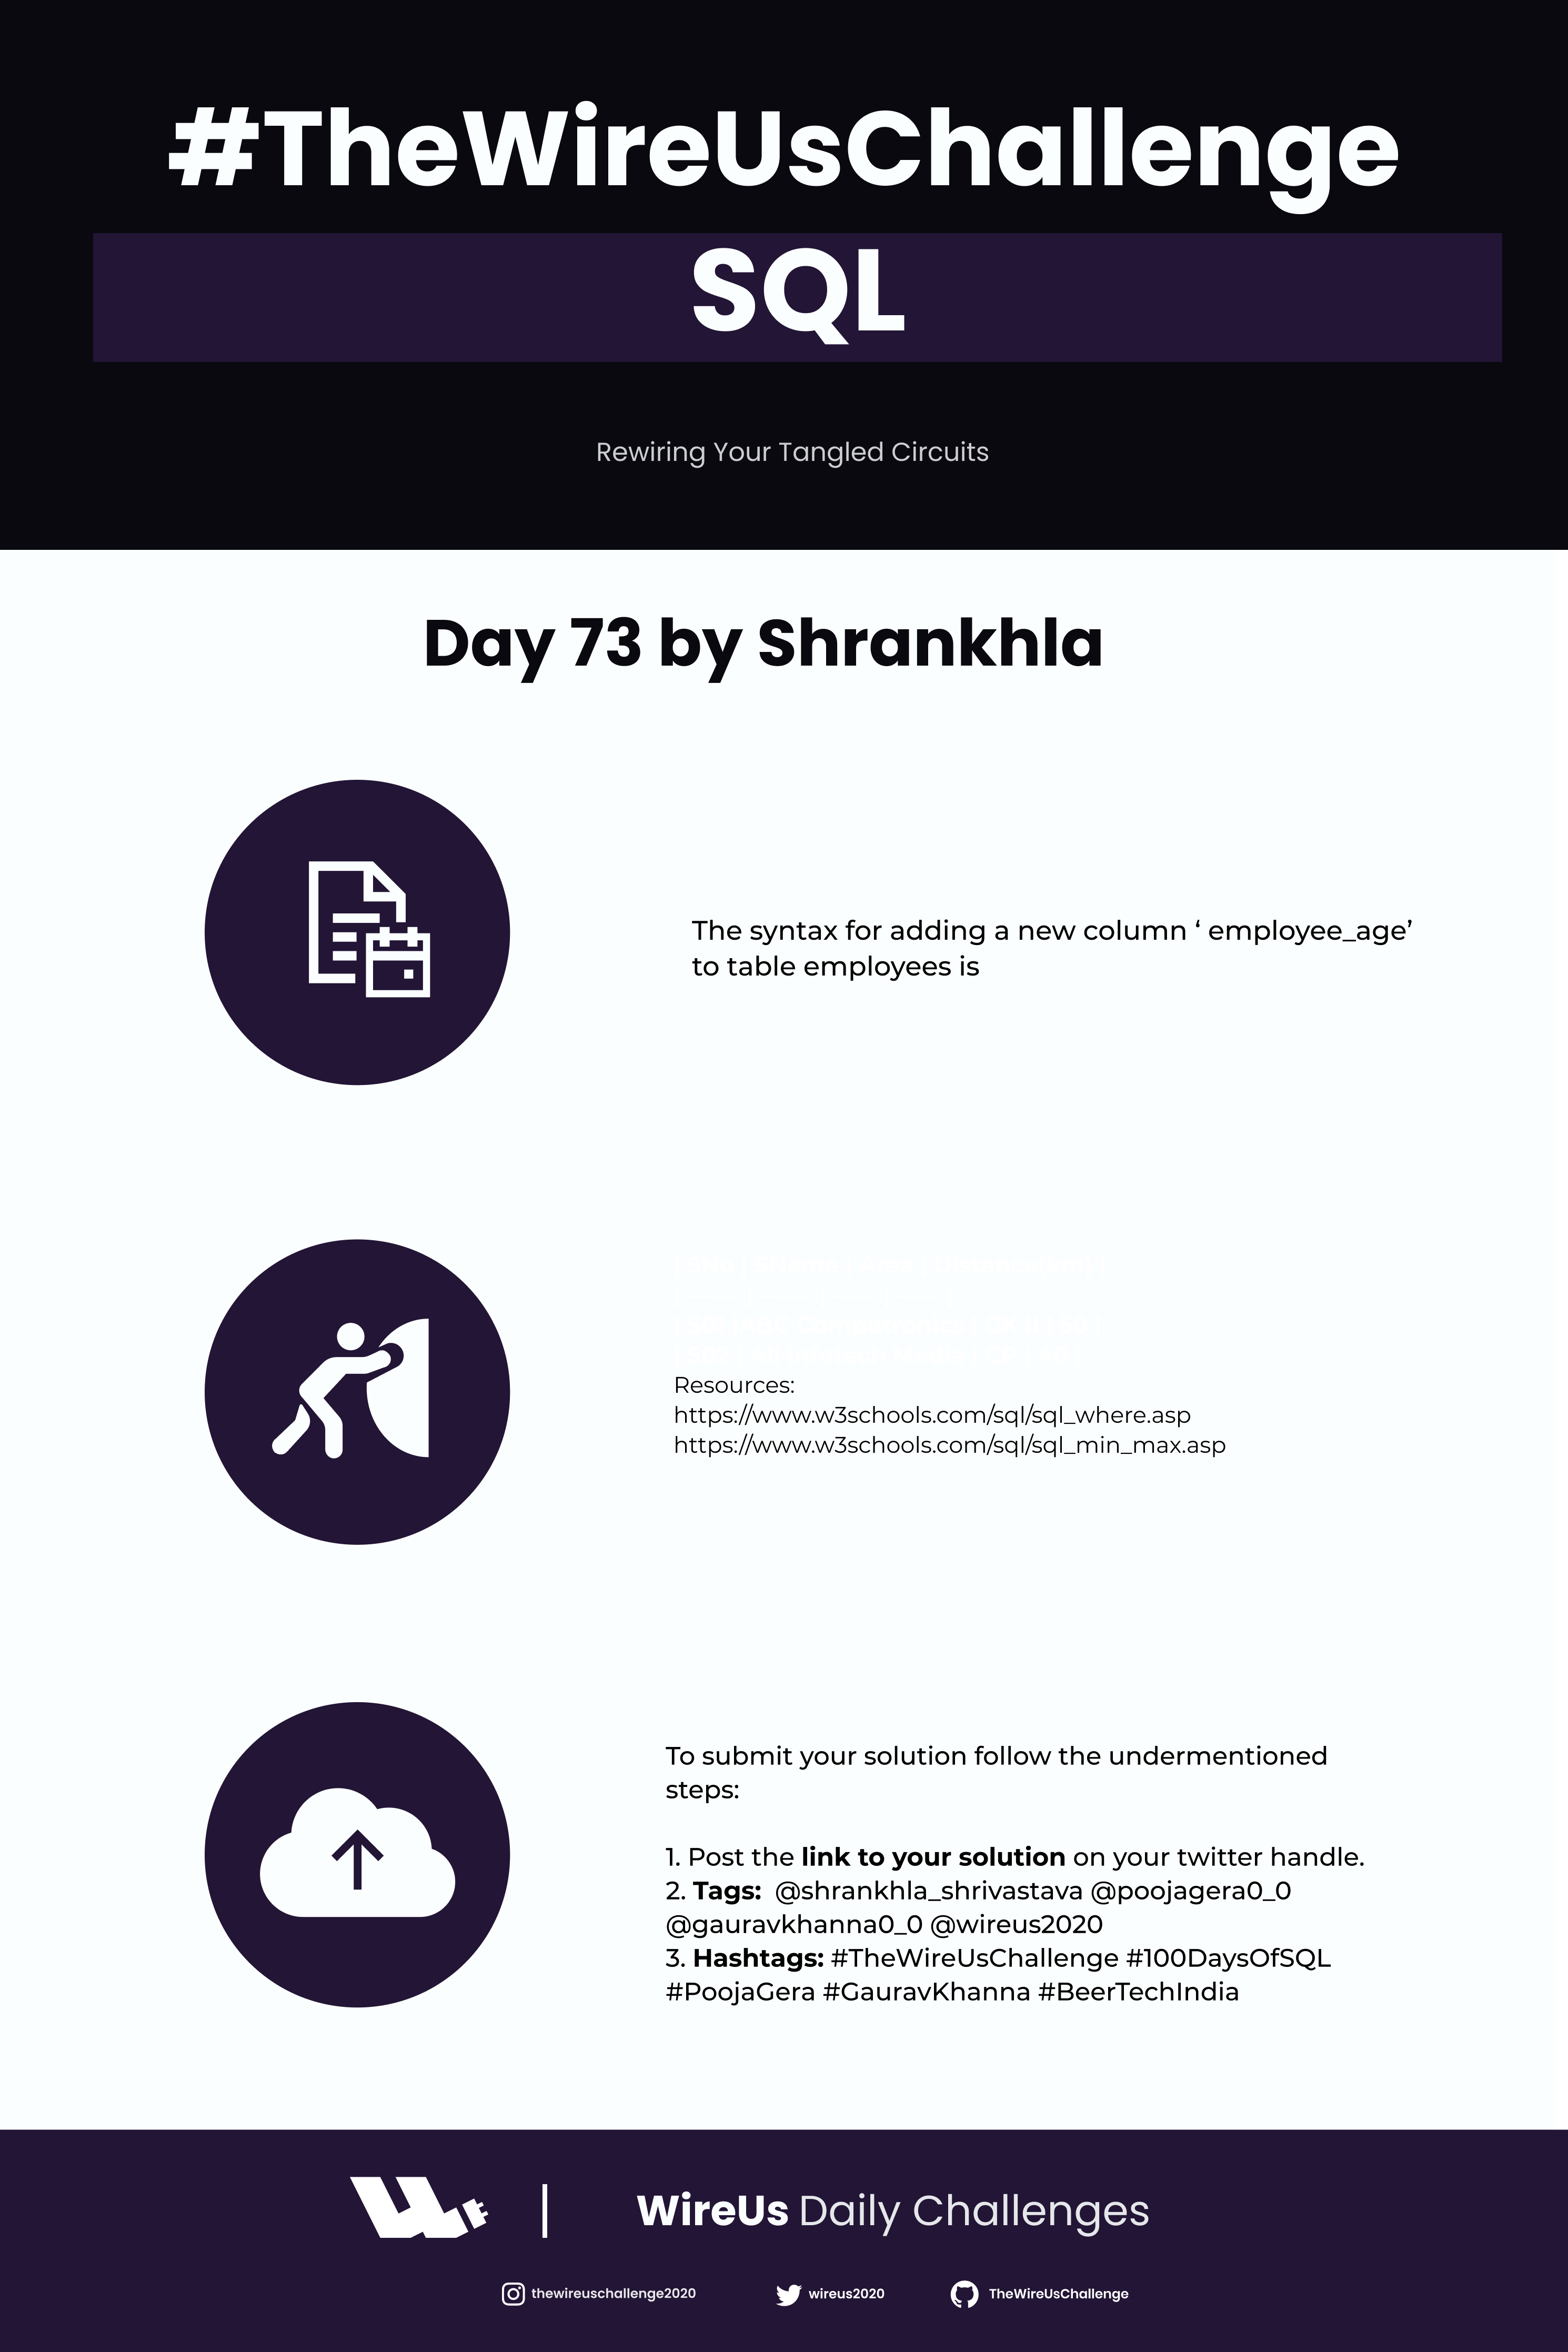 #TheWireUsChallenge
SQL
Rewiring Your Tangled Circuits
Day 73 by Shrankhla
The syntax for adding a new column ‘ employee_age’
to table employees is
Resources:
https://www.w3schools.com/sql/sql_where.asp
https://www.w3schools.com/sql/sql_min_max.asp
To submit your solution follow the undermentioned
steps:
1. Post the link to your solution on your twitter handle.
2. Tags:  @shrankhla_shrivastava @poojagera0_0
@gauravkhanna0_0 @wireus2020
3. Hashtags: #TheWireUsChallenge #100DaysOfSQL
#PoojaGera #GauravKhanna #BeerTechIndia
WireUs Daily Challenges
thewireuschallenge2020 wireus2020 TheWireUsChallenge